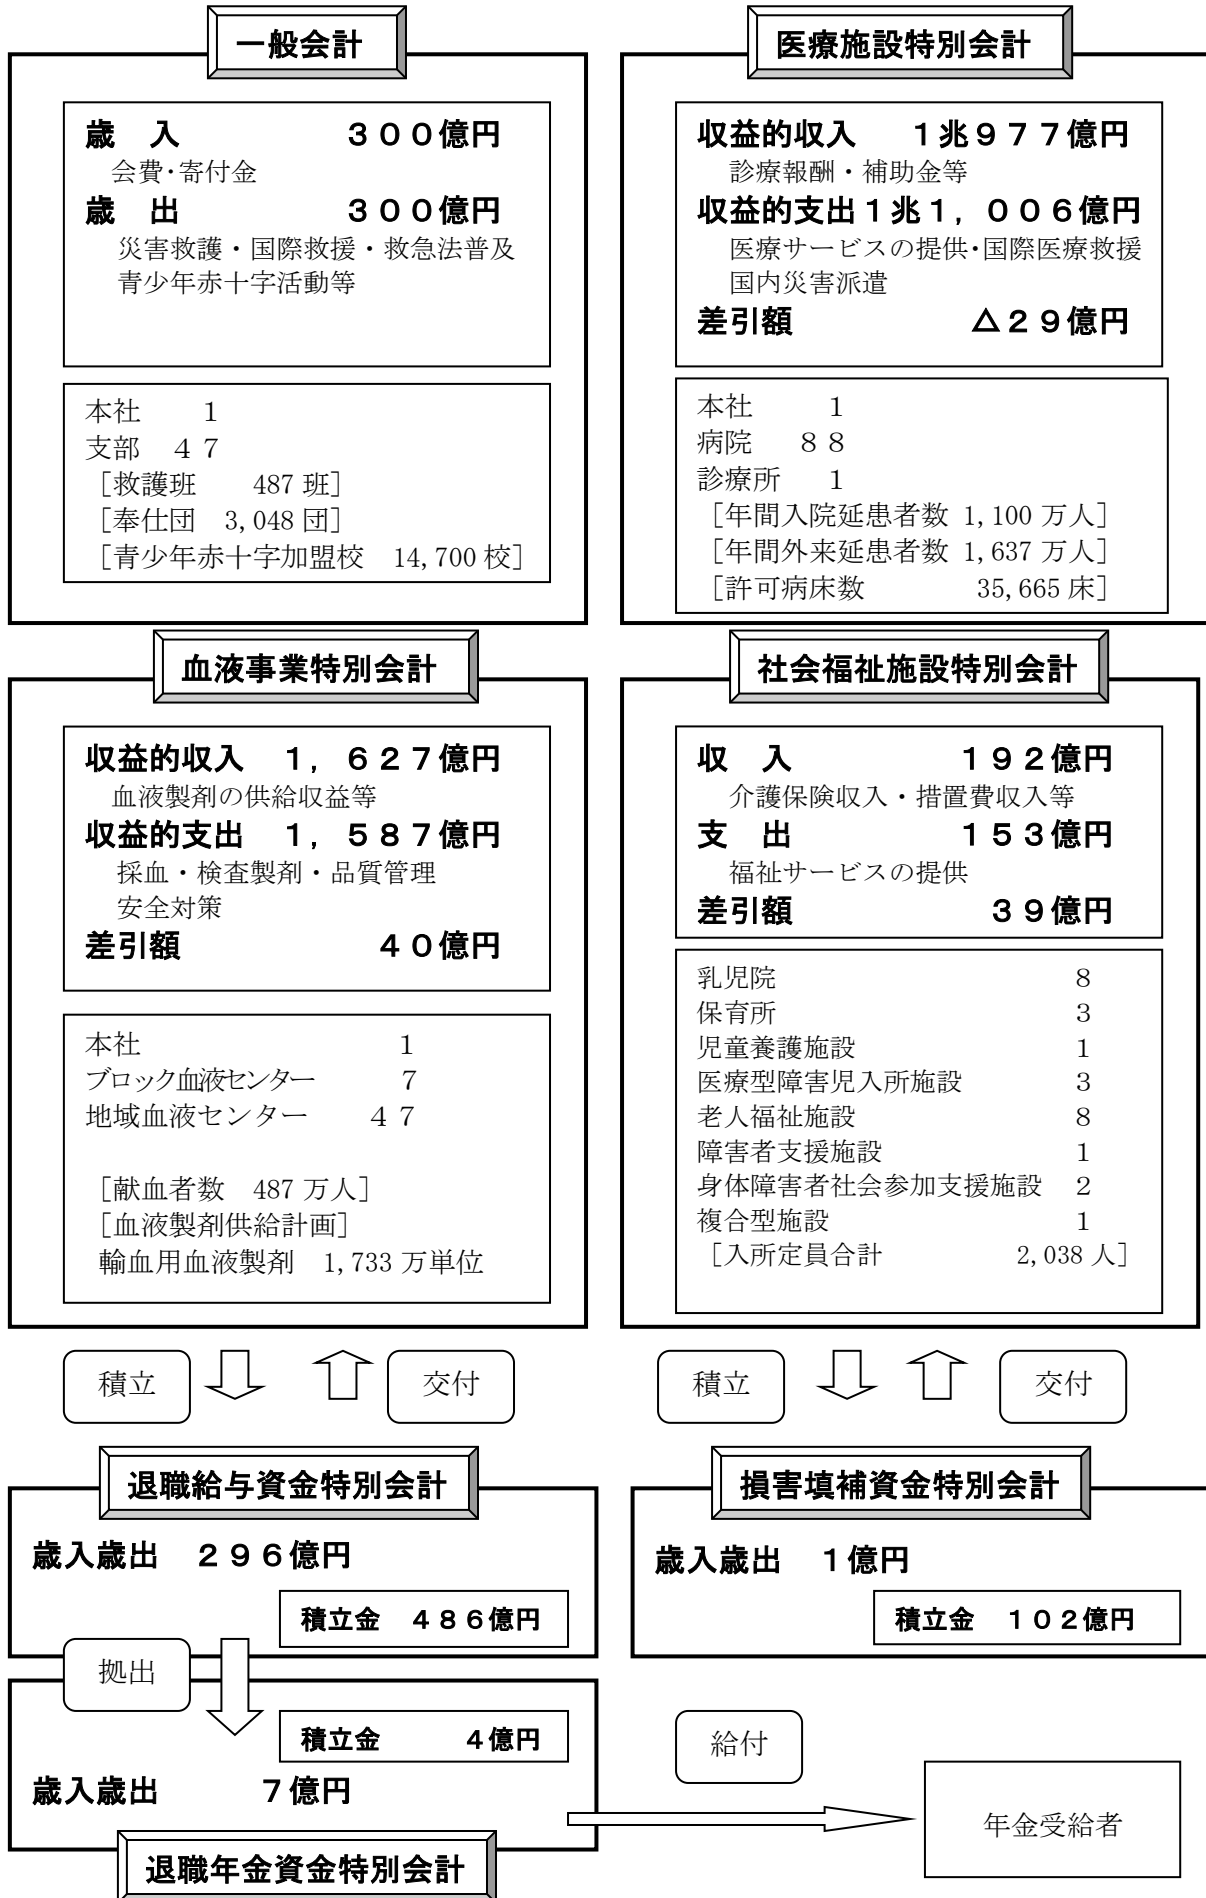 一般会計
歳　入　３００億円
会費・寄付金
歳　出　３００億円
災害救護・国際救援・救急法普及
青少年赤十字活動等
本社　１
支部　４７
［救護班　487 班］
［奉仕団　3,048 団］
［青少年赤十字加盟校　14,700 校］
医療施設特別会計
収益的収入　１兆９７７億円
診療報酬・補助金等
収益的支出１兆１，００６億円
医療サービスの提供・国際医療救援
国内災害派遣
差引額　△２９億円
本社　１
病院　８８
診療所　１
［年間入院延患者数 1,100 万人］
［年間外来延患者数 1,637 万人］
［許可病床数　35,665 床］
血液事業特別会計
収益的収入　１，６２７億円
血液製剤の供給収益等
収益的支出　１，５８７億円
採血・検査製剤・品質管理
安全対策
差引額　４０億円
本社　１
ブロック血液センター　７
地域血液センター　４７
［献血者数　487 万人］
［血液製剤供給計画］
輸血用血液製剤　1,733 万単位
社会福祉施設特別会計
収　入　１９２億円
介護保険収入・措置費収入等
支　出　１５３億円
福祉サービスの提供
差引額　３９億円
乳児院　８
保育所　３
児童養護施設　１
医療型障害児入所施設　３
老人福祉施設　８
障害者支援施設　１
身体障害者社会参加支援施設　２
複合型施設　１
［入所定員合計　2,038 人］
積立
交付
積立
交付
退職給与資金特別会計
歳入歳出　２９６億円
積立金　４８６億円
損害填補資金特別会計
歳入歳出　１億円
積立金　１０２億円
拠出
積立金　４億円
歳入歳出　７億円
退職年金資金特別会計
給付
年金受給者